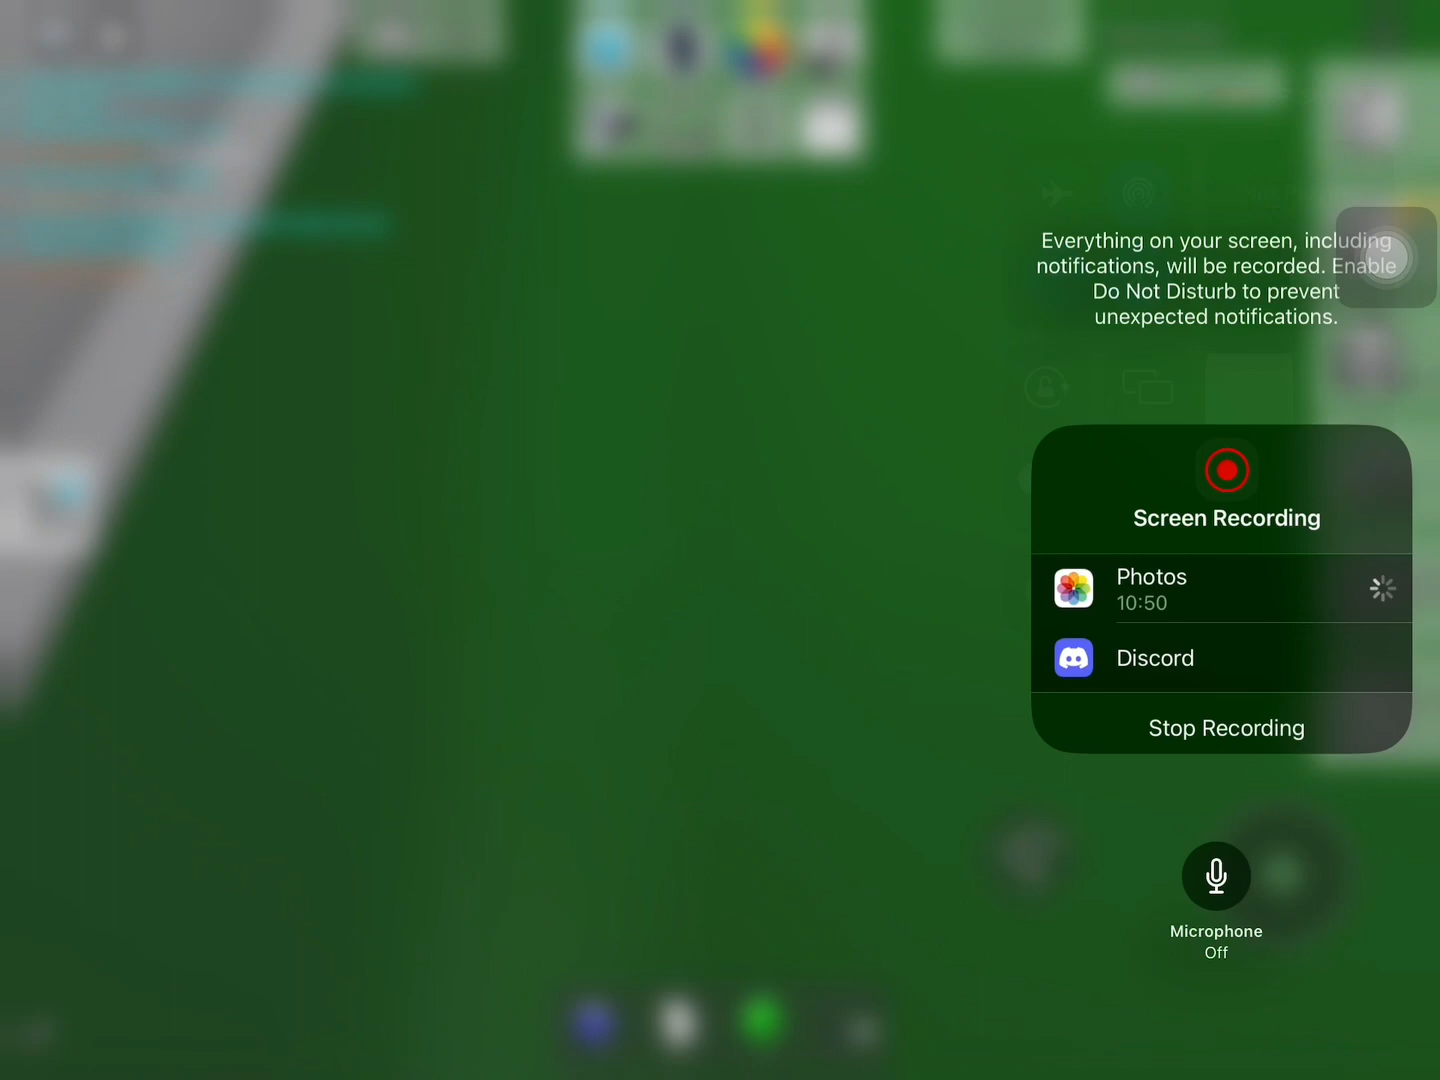 Everything on your screen, including
notifications, will be recorded. Enable
Do Not Disturb to prevent
unexpected notifications.
Screen Recording
Photos
10:50
Discord
Stop Recording
Microphone
Off